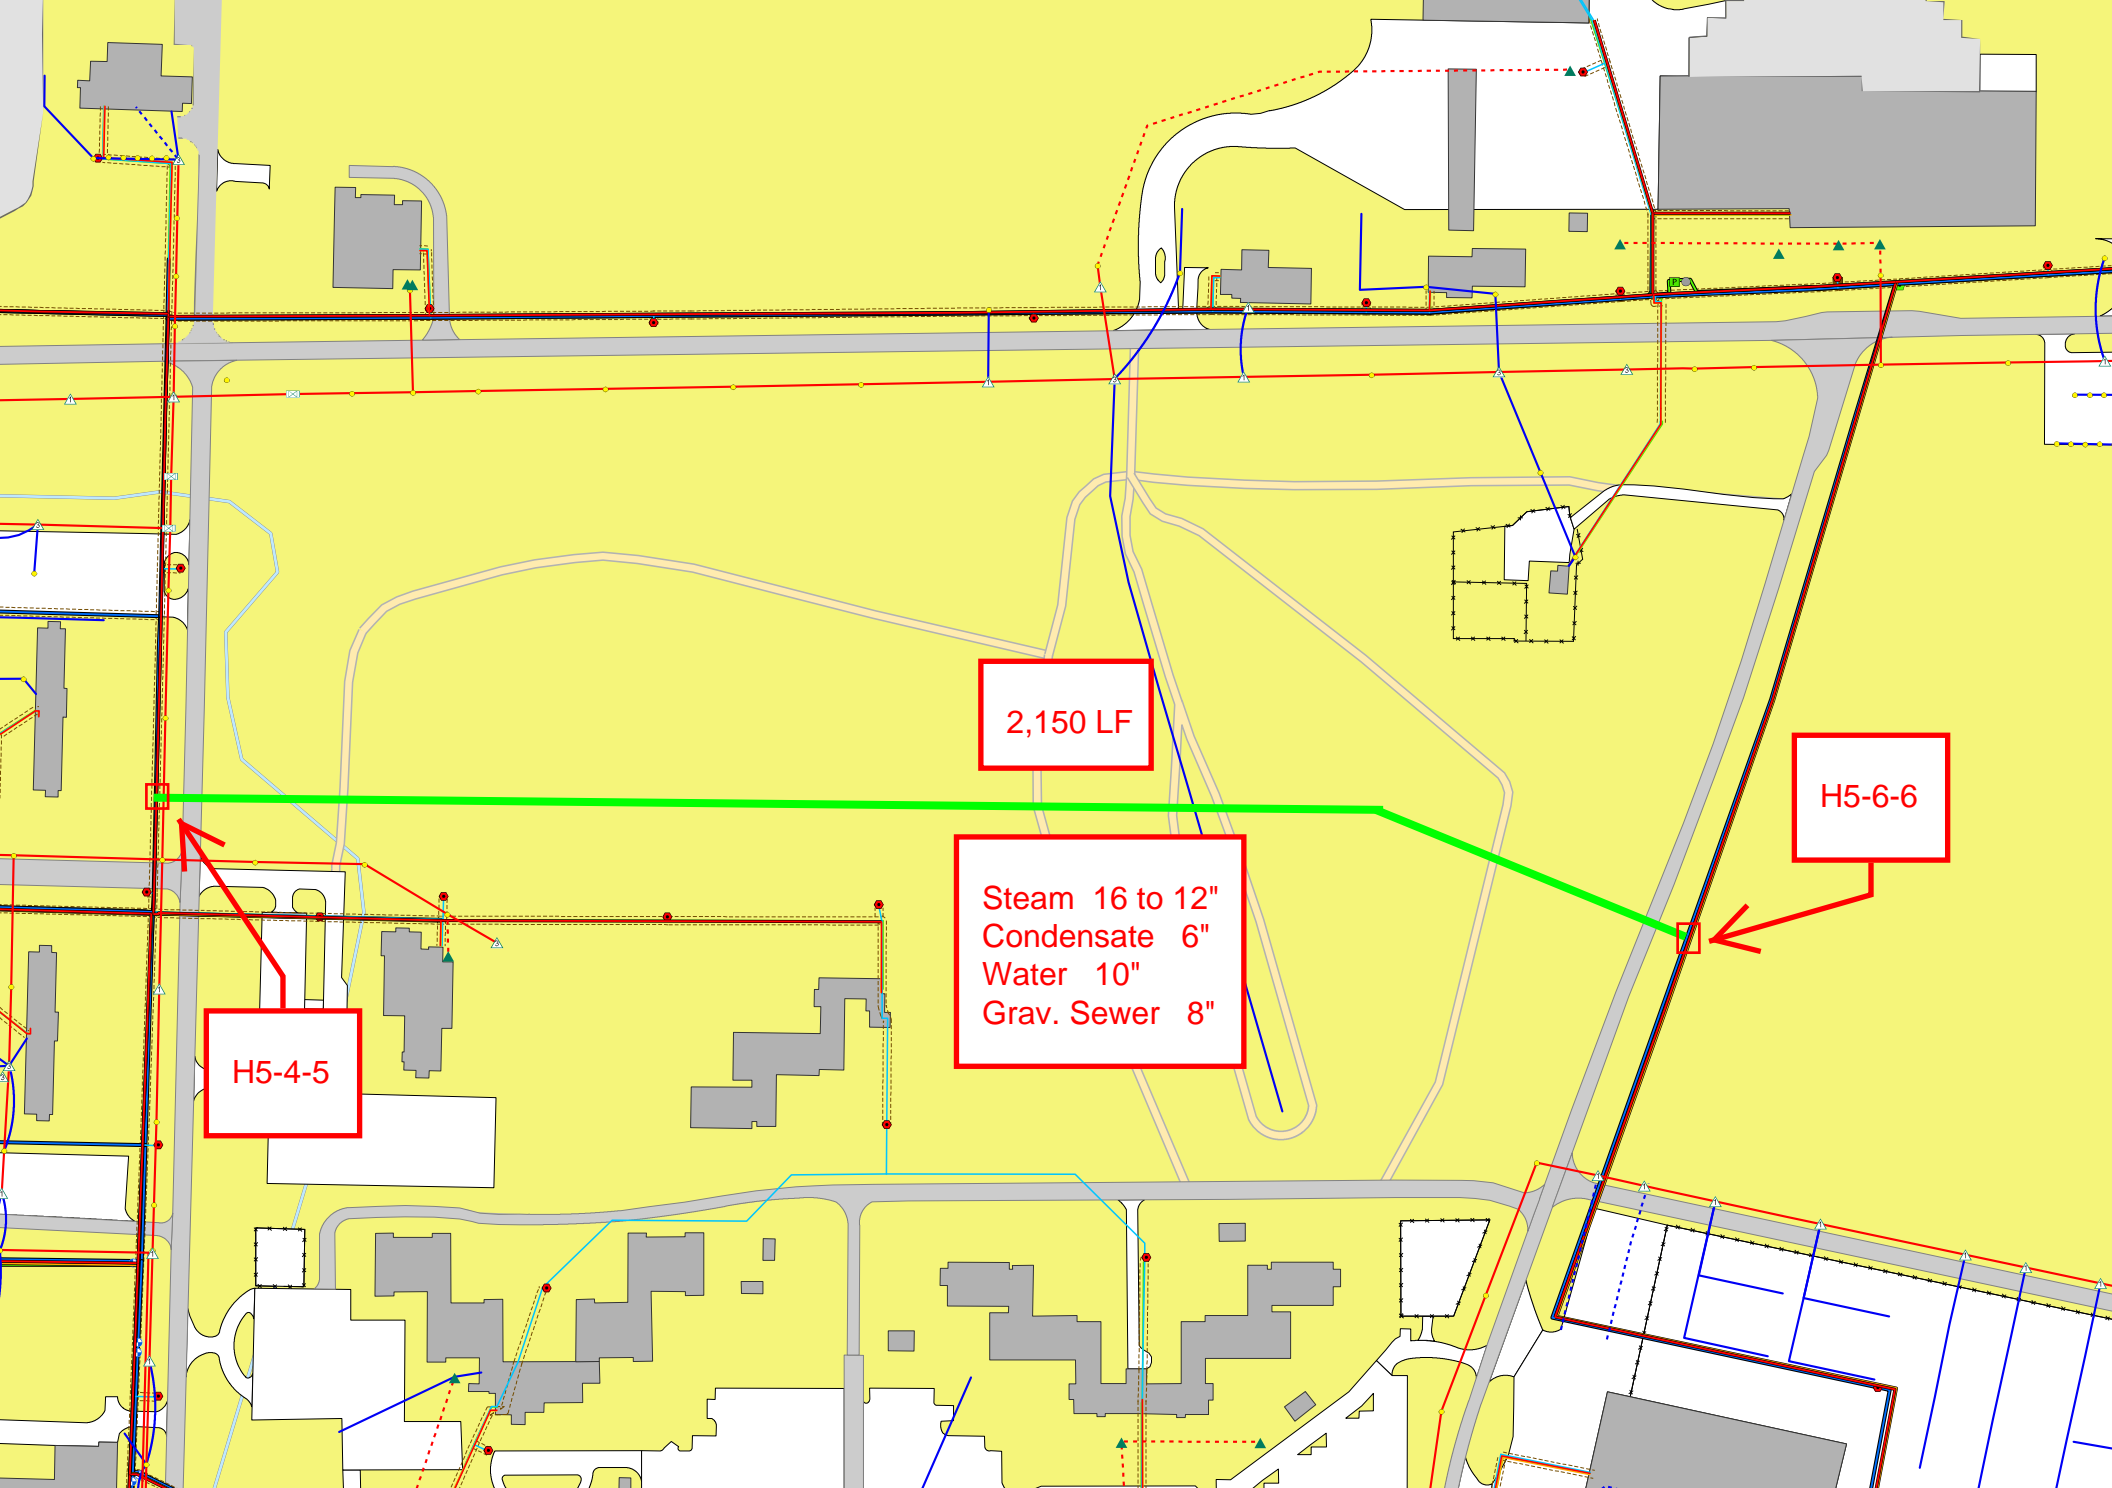 2,150 LF
H5-6-6
Steam 16 to 12"
Condensate 6"
Water 10"
Grav. Sewer 8"
H5-4-5